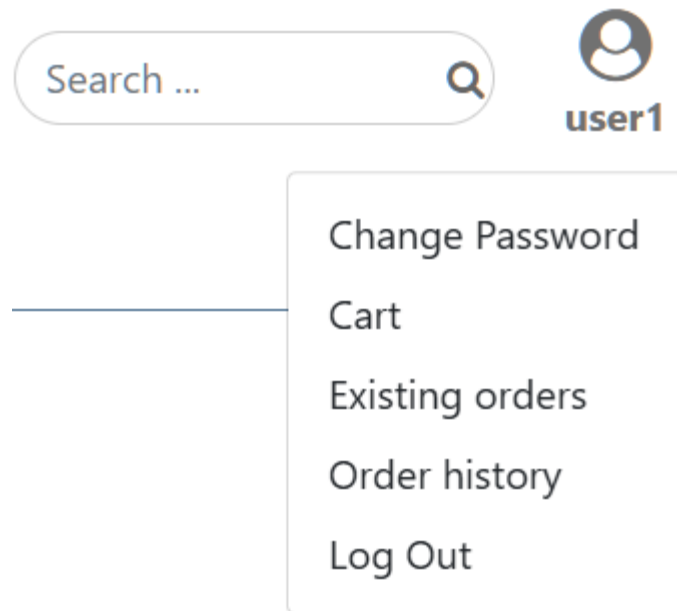 Search ...
user1
Change Password
Cart
Existing orders
Order history
Log Out